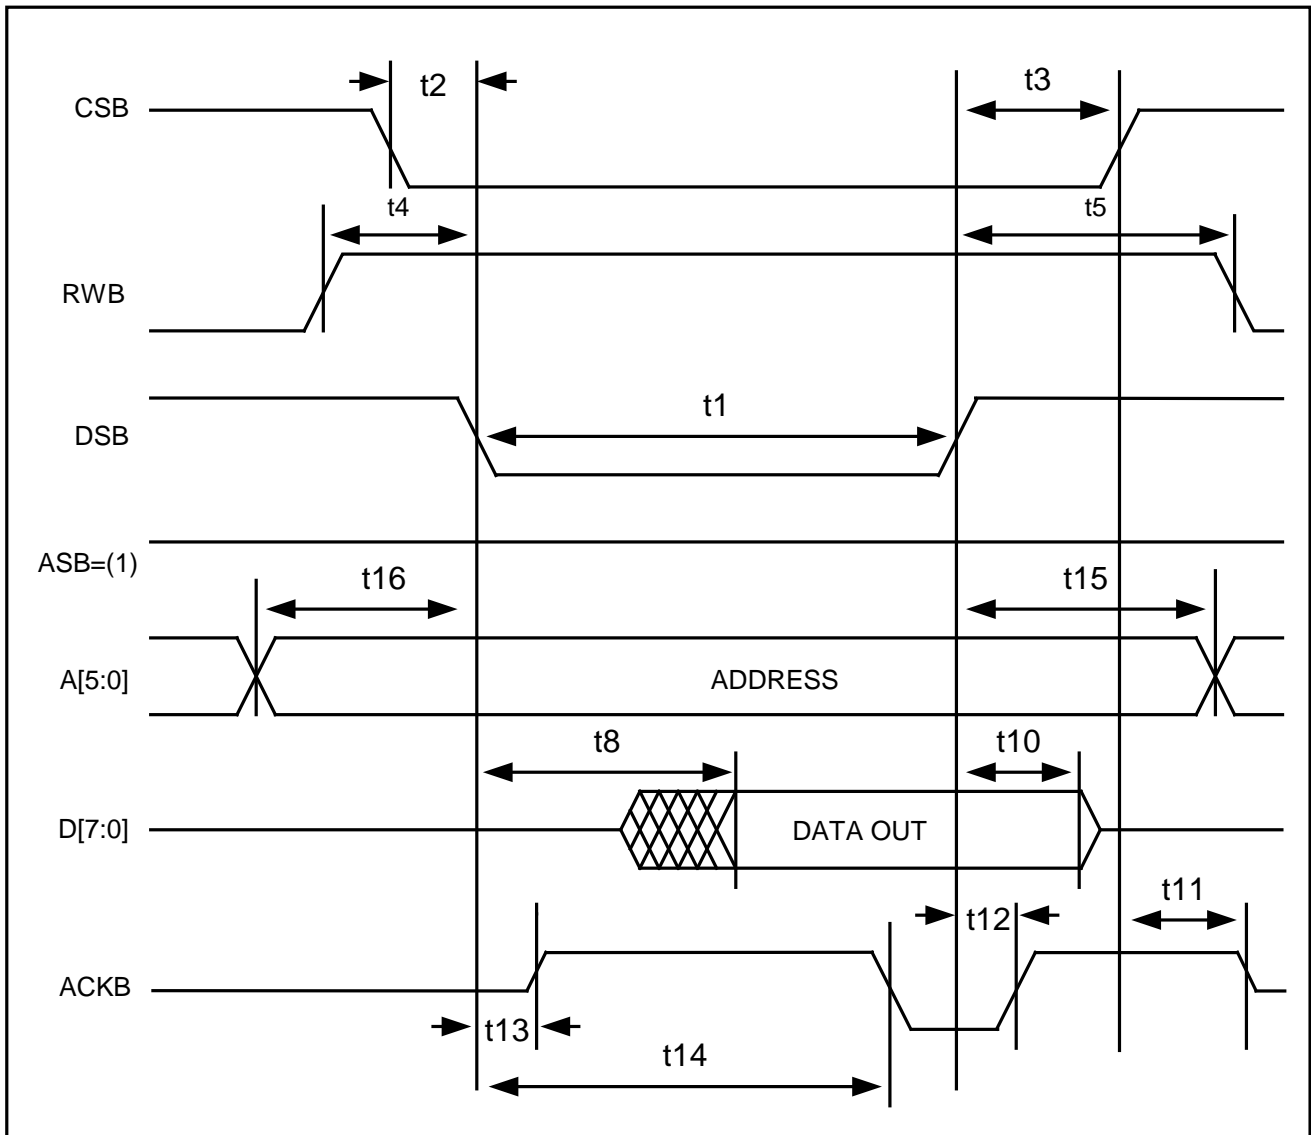 t2
t3
CSB
t4
t5
RWB
t1
DSB
ASB=(1)
t16
t15
A[5:0]
ADDRESS
t8
t10
D[7:0]
DATA OUT
t12
t11
ACKB
t13
t14